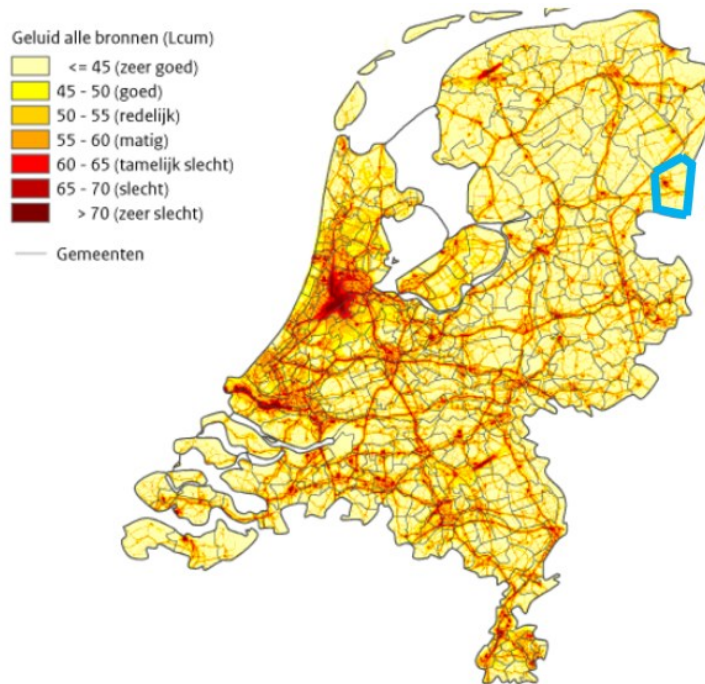 Geluid alle bronnen (Lcum)
<= 45 (zeer goed)
45 - 50 (goed)
50 - 55 (redelijk)
55 - 60 (matig)
60 - 65 (tamelijk slecht)
65 - 70 (slecht)
> 70 (zeer slecht)
Gemeenten